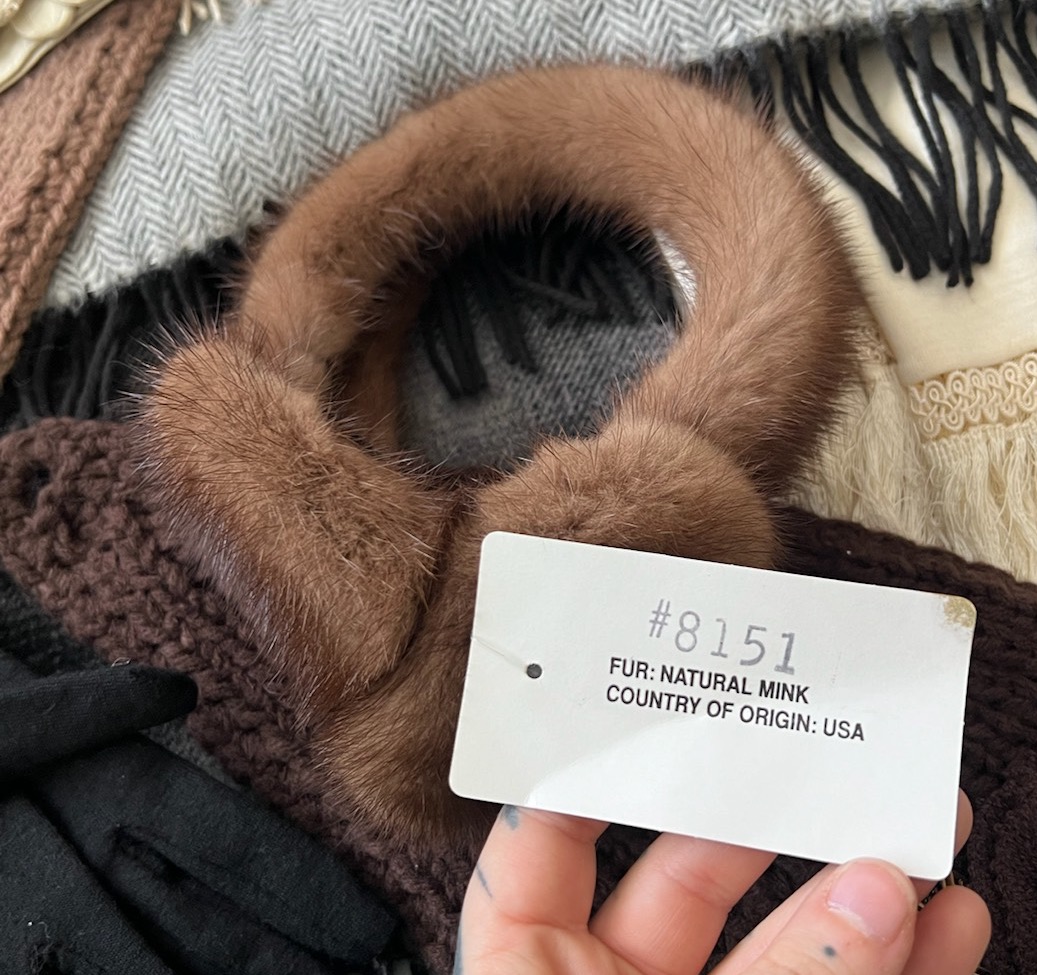 #8151
FUR: NATURAL MINK
COUNTRY OF ORIGIN: USA